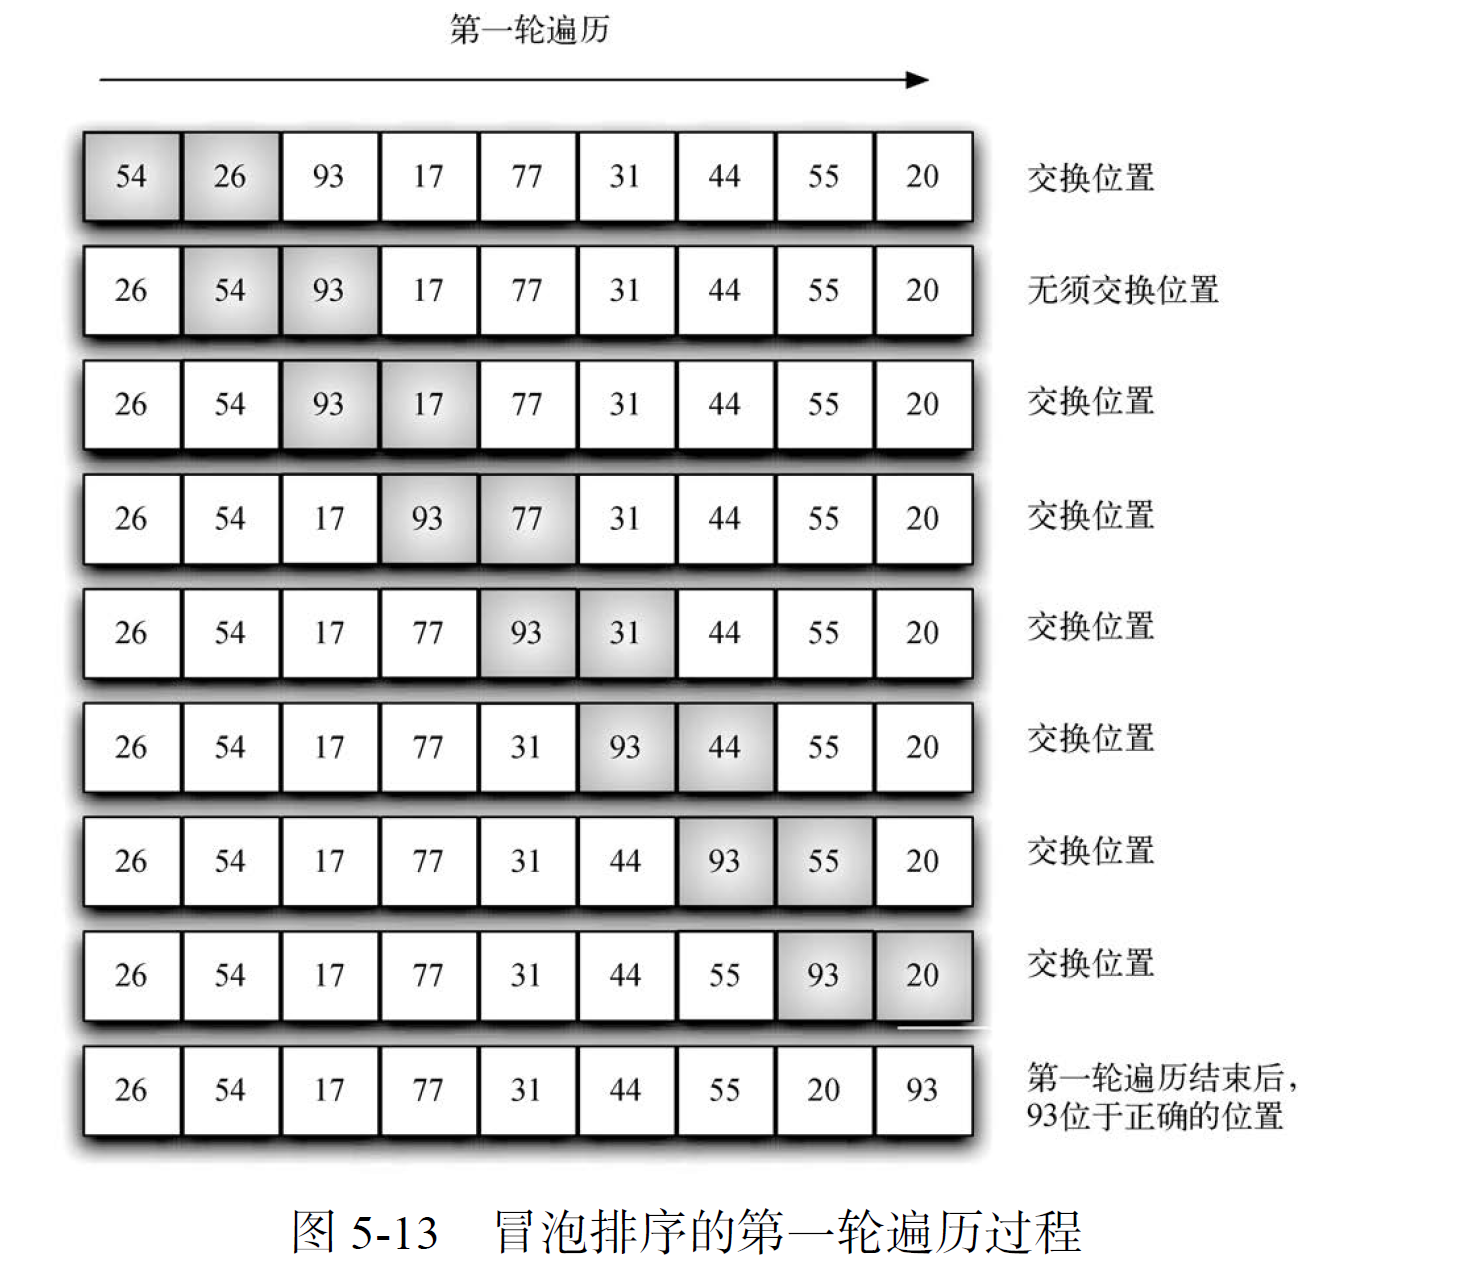 第一轮遍历
54 26 93 17 77 31 44 55 20 交换位置
26 54 93 17 77 31 44 55 20 无须交换位置
26 54 93 17 77 31 44 55 20 交换位置
26 54 17 93 77 31 44 55 20 交换位置
26 54 17 77 93 31 44 55 20 交换位置
26 54 17 77 31 93 44 55 20 交换位置
26 54 17 77 31 44 93 55 20 交换位置
26 54 17 77 31 44 55 93 20 交换位置
26 54 17 77 31 44 55 20 93 第一轮遍历结束后，
93位于正确的位置
图 5-13 冒泡排序的第一轮遍历过程